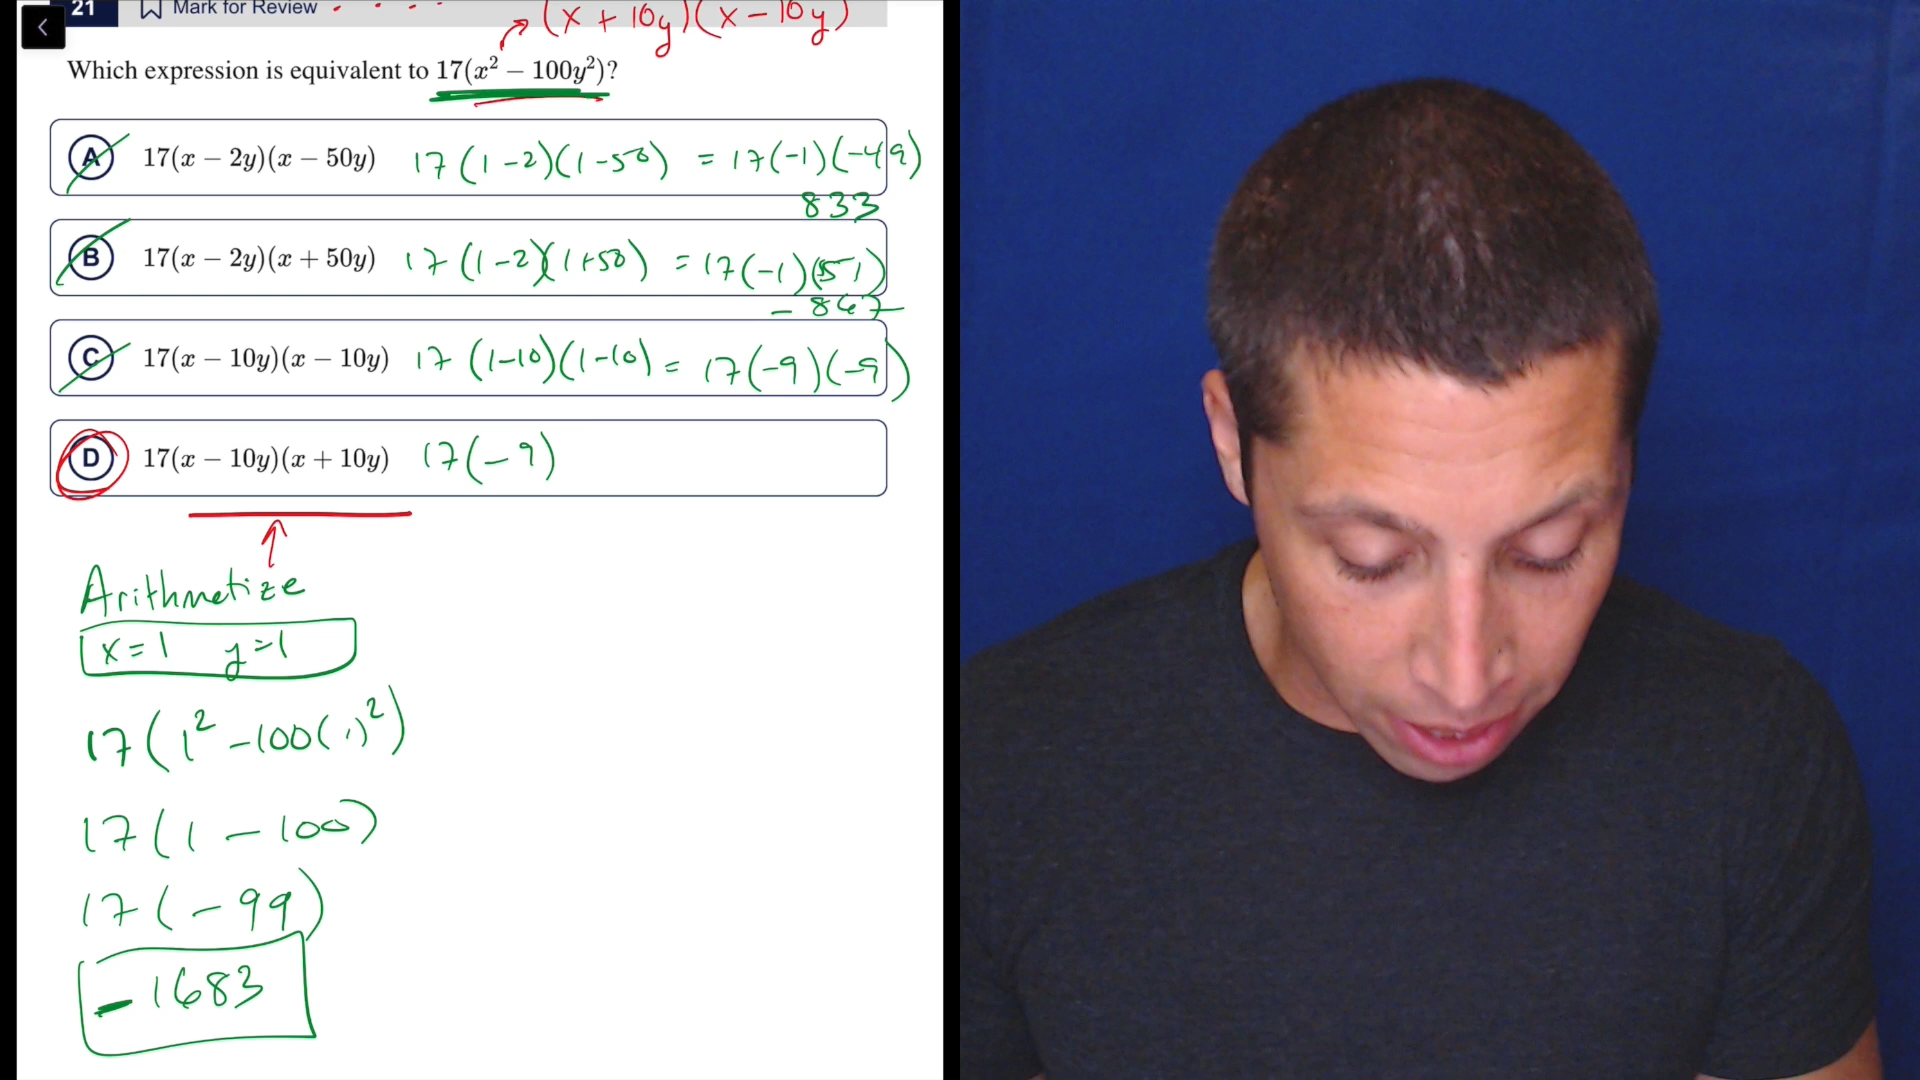 21 Mark for Review
(x + 10y)(x - 10y)
Which expression is equivalent to 17(x² − 100y²)?
A 17(x − 2y)(x − 50y) 17(1-2)(1-50) = 17(-1)(-49)
833
B 17(x − 2y)(x + 50y) 17(1-2)(1+50) = 17(-1)(51)
- 867
C 17(x − 10y)(x − 10y) 17(1-10)(1-10) = 17(-9)(-9)
D 17(x − 10y)(x + 10y) 17(-9)
Arithmetize
x=1 y=1
17(1² -100(1)²)
17(1 - 100)
17(-99)
-1683